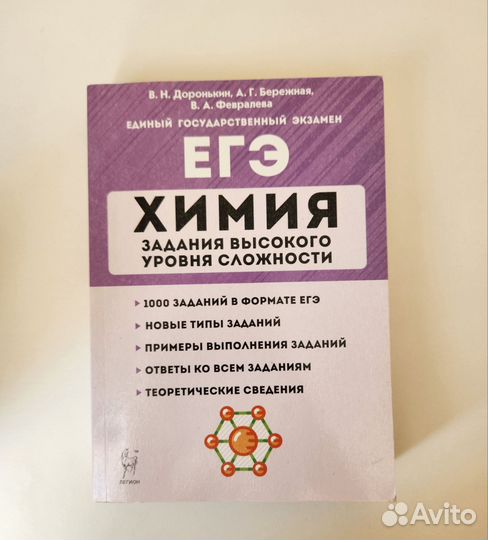 В. Н. Доронькин, А. Г. Бережная,
В. А. Февралева
ЕДИНЫЙ ГОСУДАРСТВЕННЫЙ ЭКЗАМЕН
ЕГЭ
ХИМИЯ
ЗАДАНИЯ ВЫСОКОГО
УРОВНЯ СЛОЖНОСТИ
1000 ЗАДАНИЙ В ФОРМАТЕ ЕГЭ
НОВЫЕ ТИПЫ ЗАДАНИЙ
ПРИМЕРЫ ВЫПОЛНЕНИЯ ЗАДАНИЙ
ОТВЕТЫ КО ВСЕМ ЗАДАНИЯМ
ТЕОРЕТИЧЕСКИЕ СВЕДЕНИЯ
ЛЕГИОН
Avito